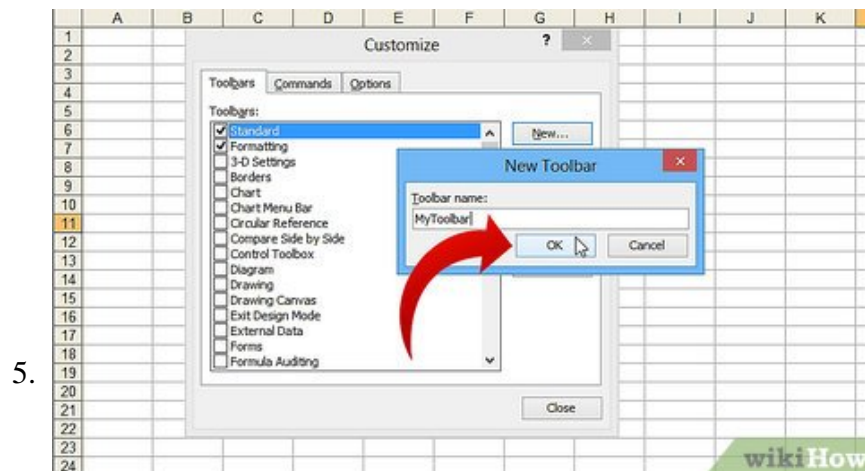 A B C D E F G H I J K
1
2
3
4
5
6
7
8
9
10
11
12
13
14
15
16
17
18
19
20
21
22
23
24
Customize ?
Toolbars Commands Options
Toolbars:
Standard
Formatting
3-D Settings
Borders
Chart
Chart Menu Bar
Circular Reference
Compare Side by Side
Control Toolbox
Diagram
Drawing
Drawing Canvas
Exit Design Mode
External Data
Forms
Formula Auditing
New...
New Toolbar
Toolbar name:
MyToolbar
OK Cancel
Close
5.
wikiHow